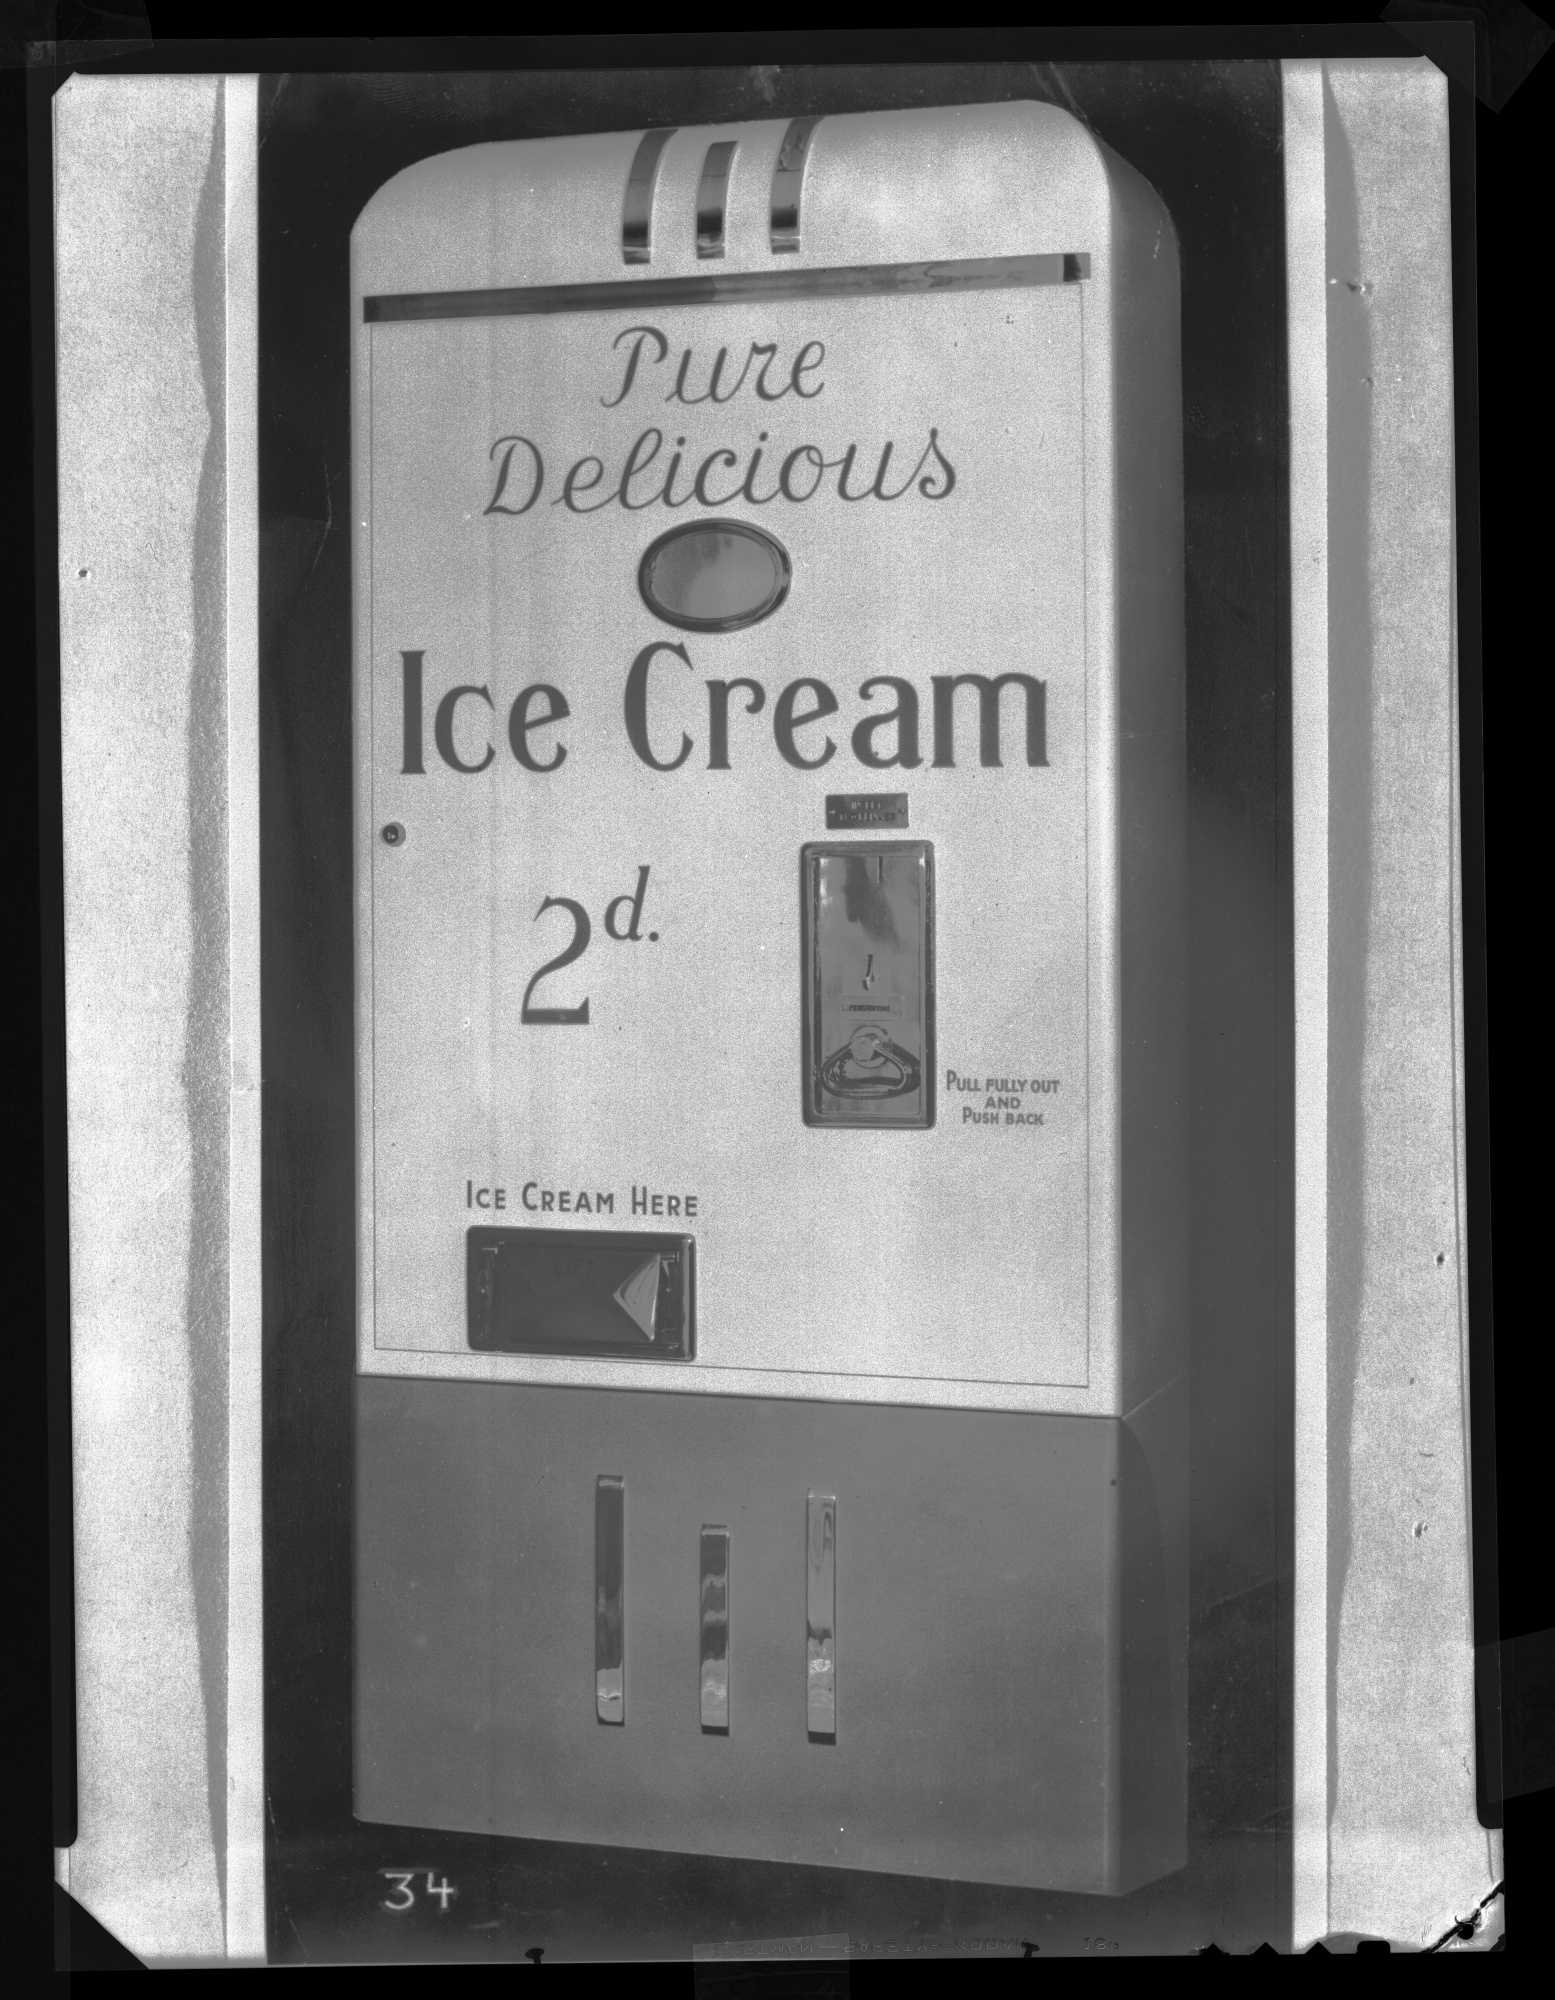 Pure
Delicious
Ice Cream
2d.
PULL FULLY OUT
AND
PUSH BACK
ICE CREAM HERE
34